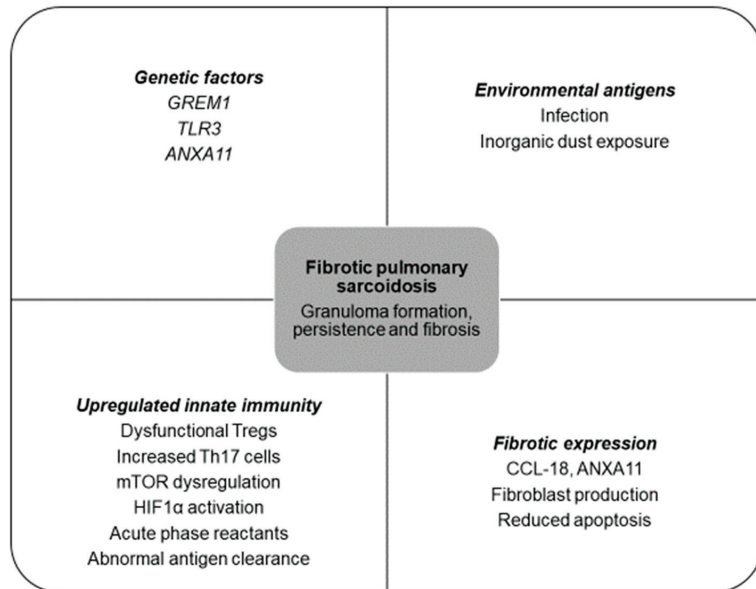 Genetic factors
GREM1
TLR3
ANXA11
Environmental antigens
Infection
Inorganic dust exposure
Fibrotic pulmonary
sarcoidosis
Granuloma formation,
persistence and fibrosis
Upregulated innate immunity
Dysfunctional Tregs
Increased Th17 cells
mTOR dysregulation
HIF1α activation
Acute phase reactants
Abnormal antigen clearance
Fibrotic expression
CCL-18, ANXA11
Fibroblast production
Reduced apoptosis